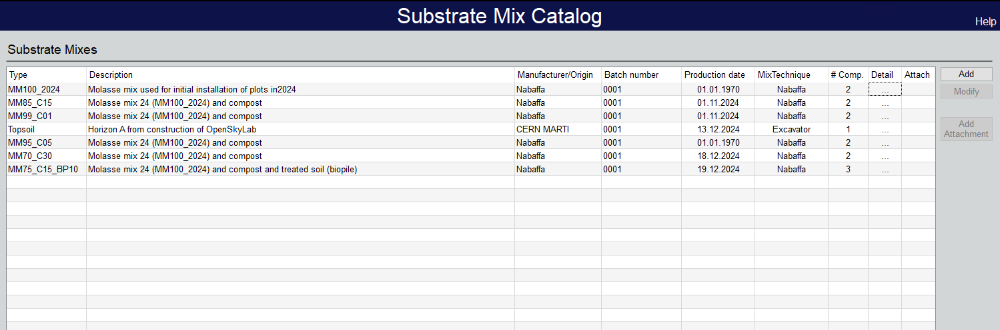 Substrate Mix Catalog
Help
Substrate Mixes
Type Description Manufacturer/Origin Batch number Production date MixTechnique # Comp. Detail Attach
MM100_2024 Molasse mix used for initial installation of plots in2024 Nabaffa 0001 01.01.1970 Nabaffa 2 ...
MM85_C15 Molasse mix 24 (MM100_2024) and compost Nabaffa 0001 01.11.2024 Nabaffa 2 ...
MM99_C01 Molasse mix 24 (MM100_2024) and compost Nabaffa 0001 01.11.2024 Nabaffa 2 ...
Topsoil Horizon A from construction of OpenSkyLab CERN MARTI 0001 13.12.2024 Excavator 1 ...
MM95_C05 Molasse mix 24 (MM100_2024) and compost Nabaffa 0001 01.01.1970 Nabaffa 2 ...
MM70_C30 Molasse mix 24 (MM100_2024) and compost Nabaffa 0001 18.12.2024 Nabaffa 2 ...
MM75_C15_BP10 Molasse mix 24 (MM100_2024) and compost and treated soil (biopile) Nabaffa 0001 19.12.2024 Nabaffa 3 ...
Add
Modify
Add
Attachment